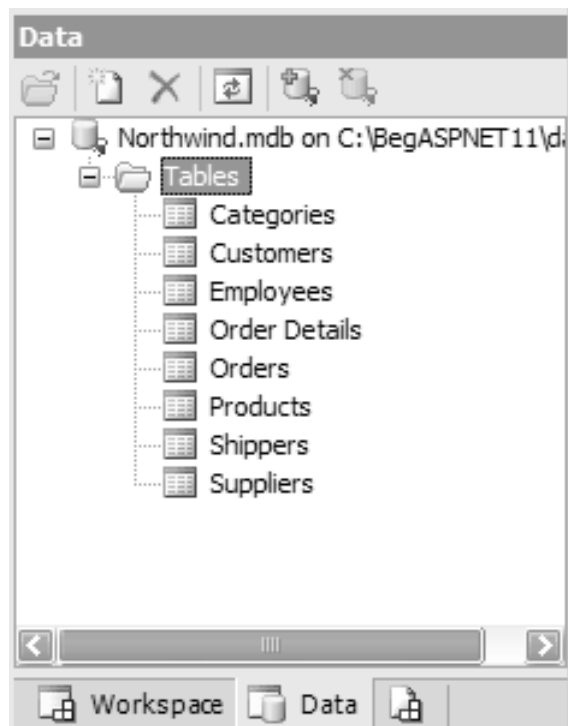 Data
Northwind.mdb on C:\BegASPNET11\d
Tables
Categories
Customers
Employees
Order Details
Orders
Products
Shippers
Suppliers
Workspace
Data